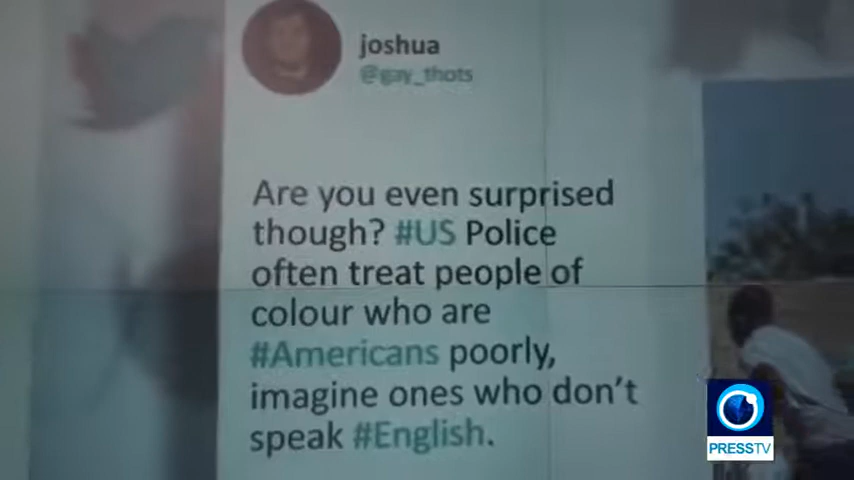 joshua
@gay_thots
Are you even surprised
though? #US Police
often treat people of
colour who are
#Americans poorly,
imagine ones who don't
speak #English.
PRESSTV